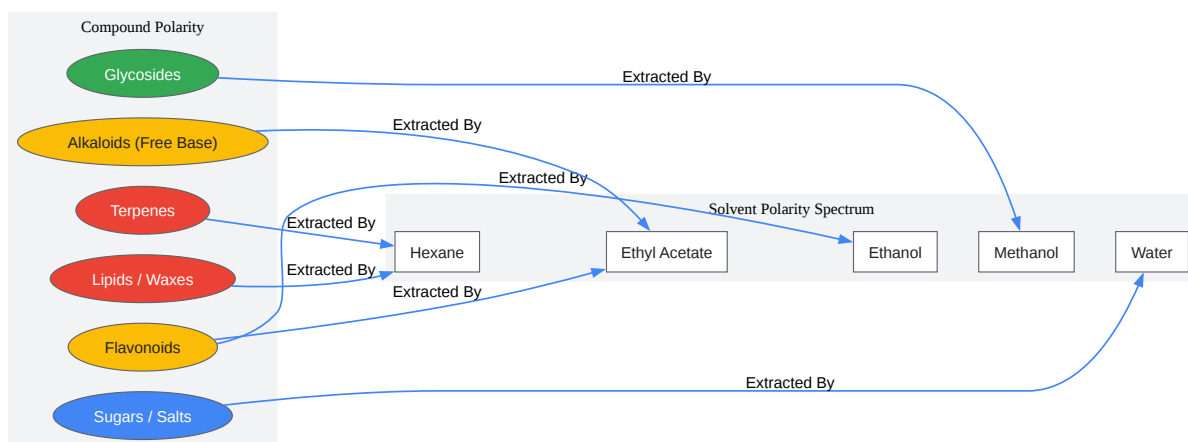 Compound Polarity
Glycosides
Extracted By
Alkaloids (Free Base)
Extracted By
Extracted By
Terpenes
Solvent Polarity Spectrum
Extracted By
Hexane
Ethyl Acetate
Ethanol
Methanol
Water
Extracted By
Lipids / Waxes
Extracted By
Flavonoids
Extracted By
Sugars / Salts